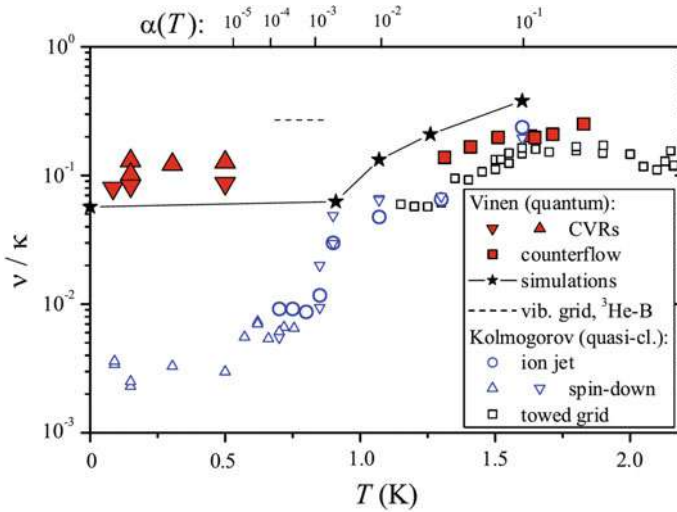 α(T): 10⁻⁵ 10⁻⁴ 10⁻³ 10⁻² 10⁻¹
10⁰
10⁻¹
10⁻²
10⁻³
ν / κ
Vinen (quantum):
CVRs
counterflow
simulations
vib. grid, ³He-B
Kolmogorov (quasi-cl.):
ion jet
spin-down
towed grid
0 0.5 1.0 1.5 2.0
T (K)